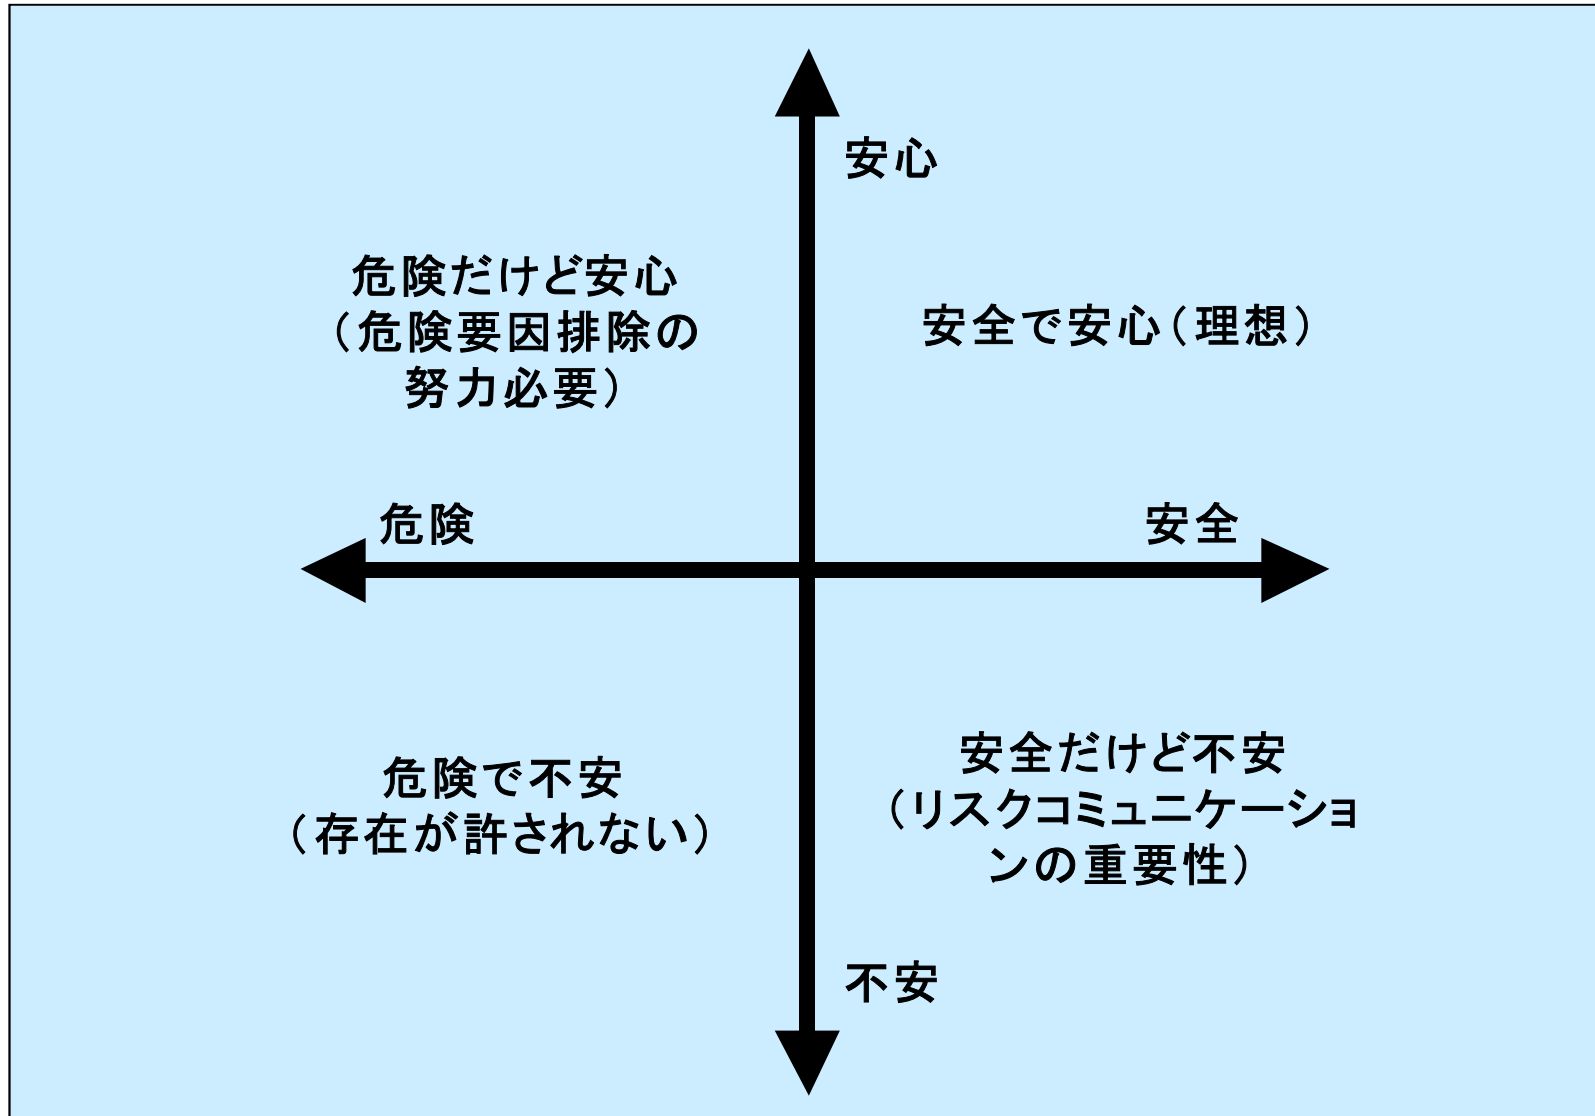 安心
危険だけど安心
（危険要因排除の
努力必要）
安全で安心（理想）
危険
安全
危険で不安
（存在が許されない）
安全だけど不安
（リスクコミュニケーショ
ンの重要性）
不安